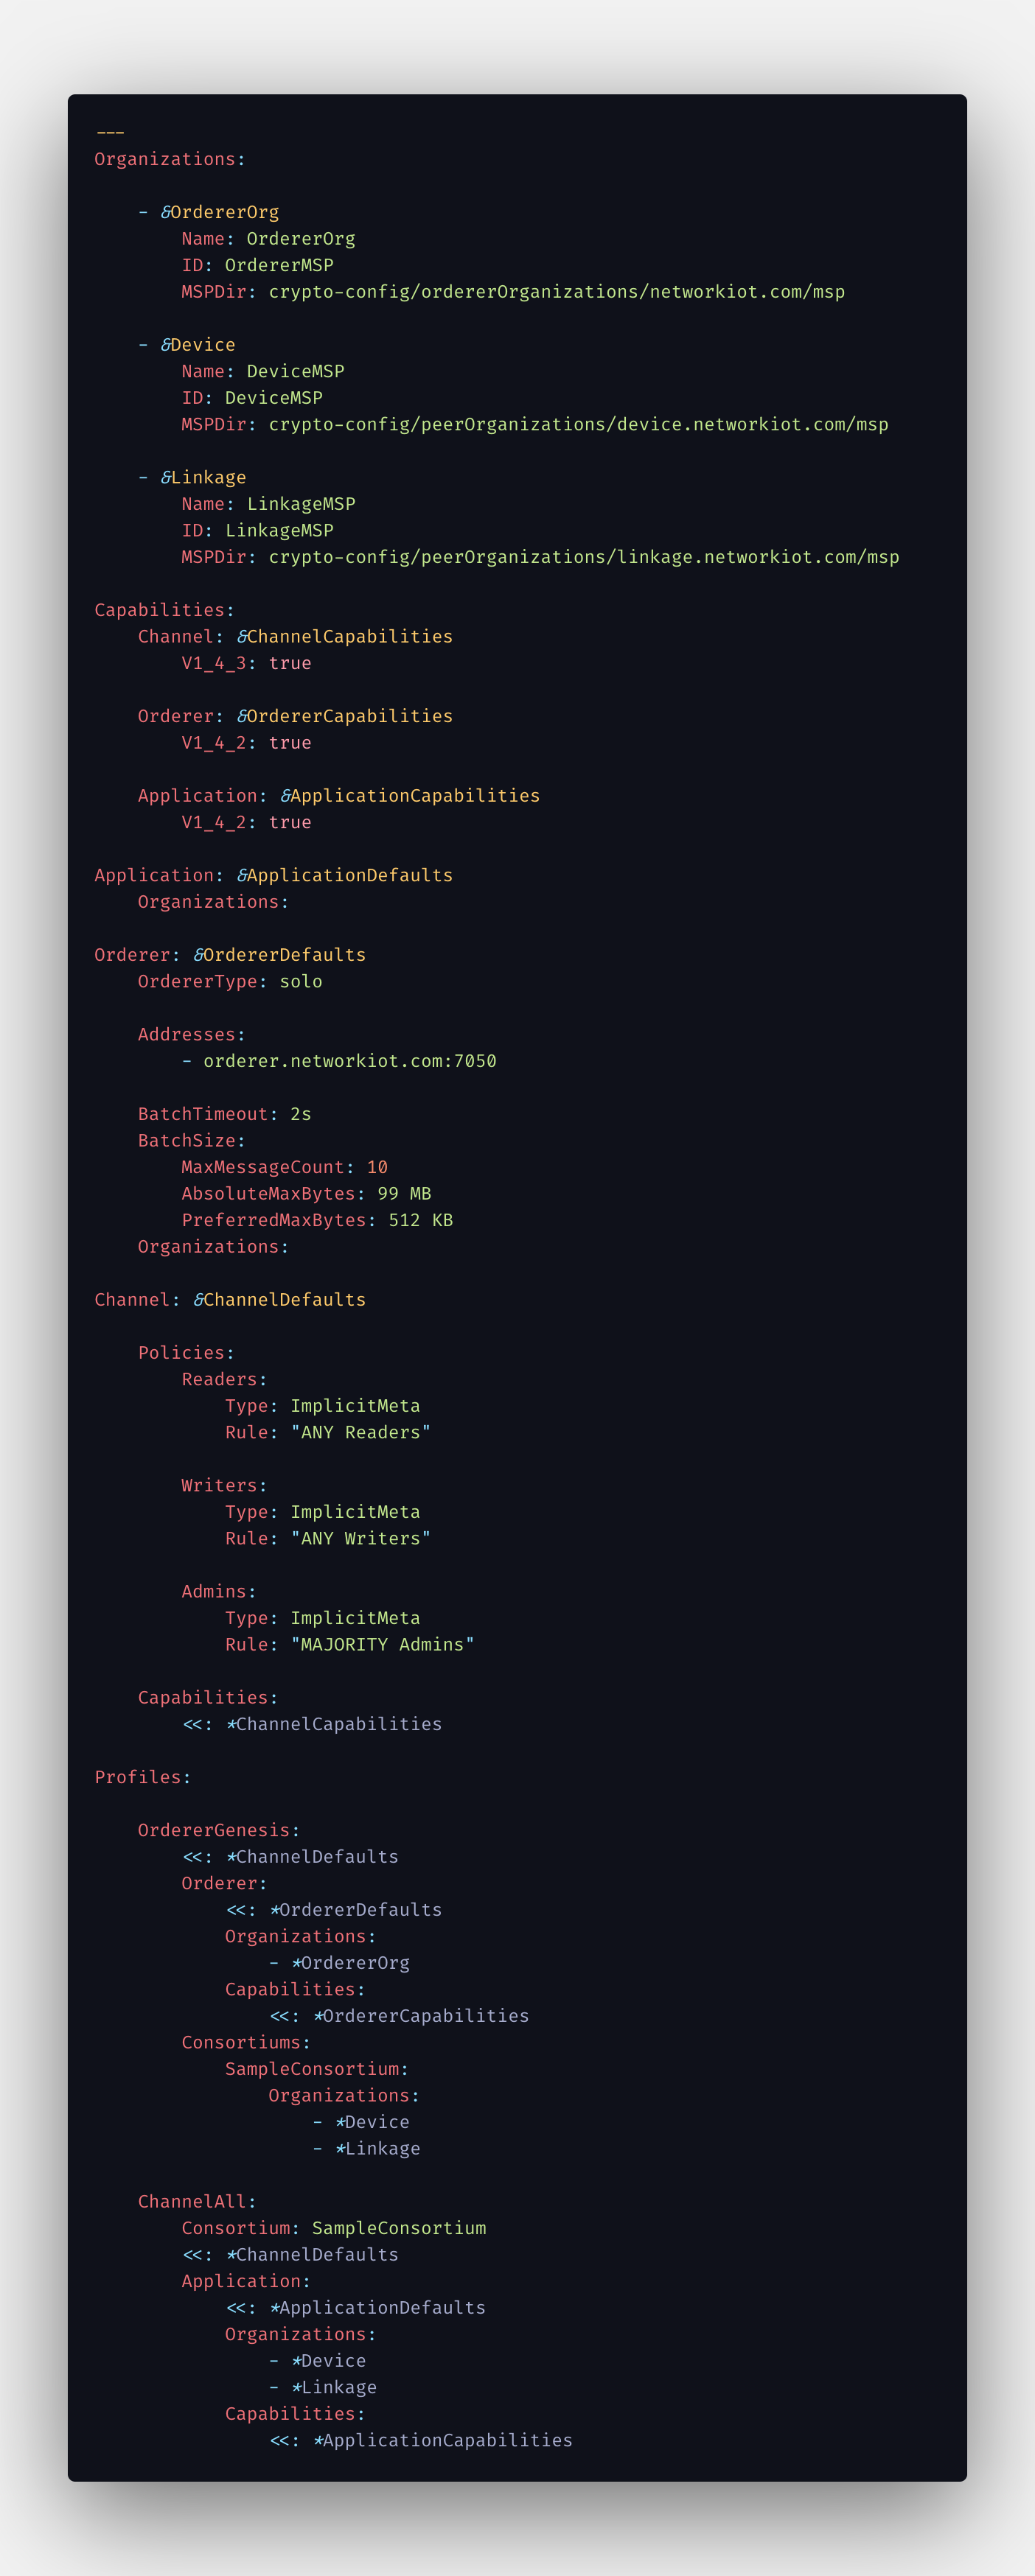 ---
Organizations:

    - &OrdererOrg
        Name: OrdererOrg
        ID: OrdererMSP
        MSPDir: crypto-config/ordererOrganizations/networkiot.com/msp

    - &Device
        Name: DeviceMSP
        ID: DeviceMSP
        MSPDir: crypto-config/peerOrganizations/device.networkiot.com/msp

    - &Linkage
        Name: LinkageMSP
        ID: LinkageMSP
        MSPDir: crypto-config/peerOrganizations/linkage.networkiot.com/msp

Capabilities:
    Channel: &ChannelCapabilities
        V1_4_3: true

    Orderer: &OrdererCapabilities
        V1_4_2: true

    Application: &ApplicationCapabilities
        V1_4_2: true

Application: &ApplicationDefaults
    Organizations:

Orderer: &OrdererDefaults
    OrdererType: solo

    Addresses:
        - orderer.networkiot.com:7050

    BatchTimeout: 2s
    BatchSize:
        MaxMessageCount: 10
        AbsoluteMaxBytes: 99 MB
        PreferredMaxBytes: 512 KB
    Organizations:

Channel: &ChannelDefaults

    Policies:
        Readers:
            Type: ImplicitMeta
            Rule: "ANY Readers"

        Writers:
            Type: ImplicitMeta
            Rule: "ANY Writers"

        Admins:
            Type: ImplicitMeta
            Rule: "MAJORITY Admins"

    Capabilities:
        <<: *ChannelCapabilities

Profiles:

    OrdererGenesis:
        <<: *ChannelDefaults
        Orderer:
            <<: *OrdererDefaults
            Organizations:
                - *OrdererOrg
            Capabilities:
                <<: *OrdererCapabilities
        Consortiums:
            SampleConsortium:
                Organizations:
                    - *Device
                    - *Linkage

    ChannelAll:
        Consortium: SampleConsortium
        <<: *ChannelDefaults
        Application:
            <<: *ApplicationDefaults
            Organizations:
                - *Device
                - *Linkage
            Capabilities:
                <<: *ApplicationCapabilities